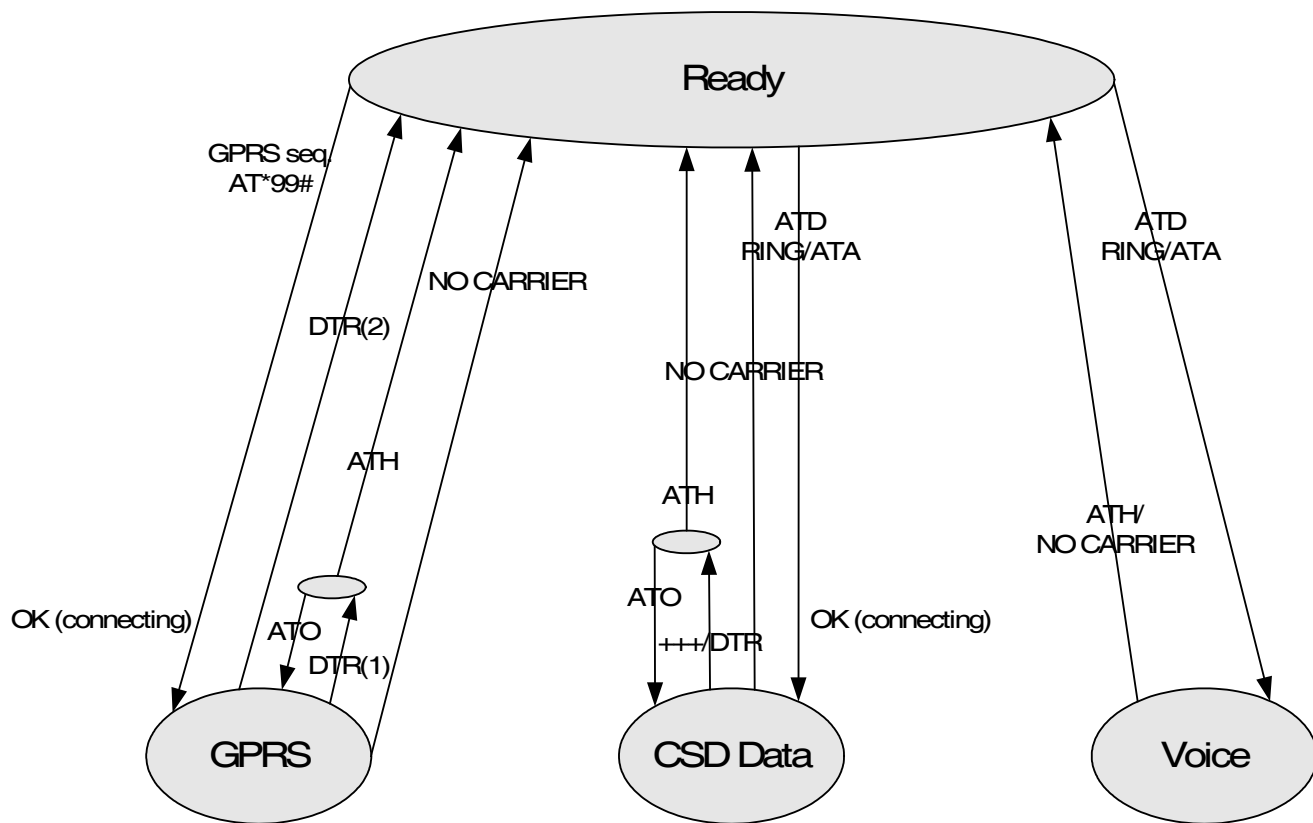 Ready
GPRS seq.
AT*99#
ATD
RING/ATA
ATD
RING/ATA
NO CARRIER
DTR(2)
NO CARRIER
ATH
ATH
ATH/
NO CARRIER
ATO
OK (connecting)
OK (connecting)
ATO
+++/DTR
DTR(1)
GPRS
CSD Data
Voice